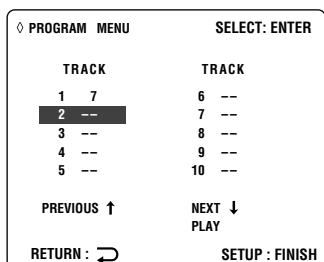 ◊ PROGRAM MENU SELECT: ENTER
TRACK TRACK
1 7 6 --
2 -- 7 --
3 -- 8 --
4 -- 9 --
5 -- 10 --
PREVIOUS ↑ NEXT ↓
PLAY
RETURN : SETUP : FINISH